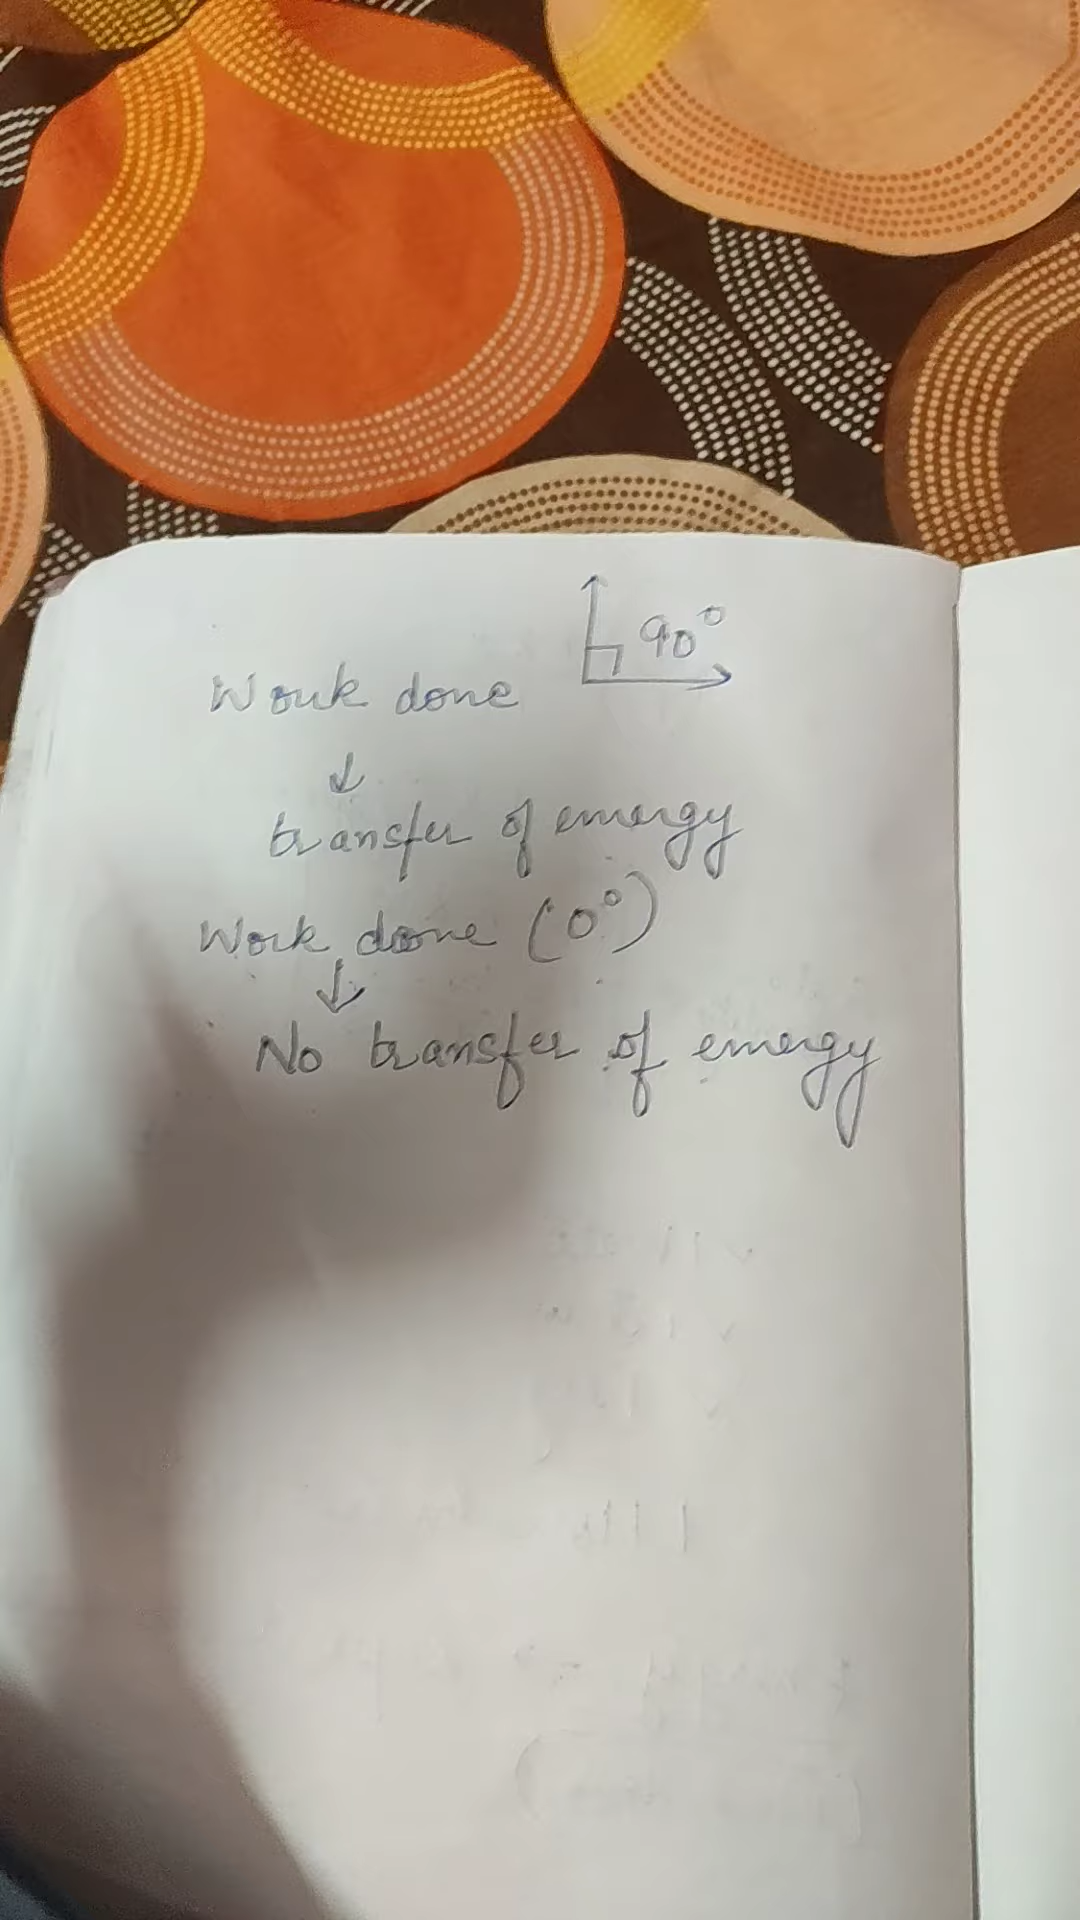 90°
Work done
↓
transfer of energy
Work done (0°)
↓
No transfer of energy